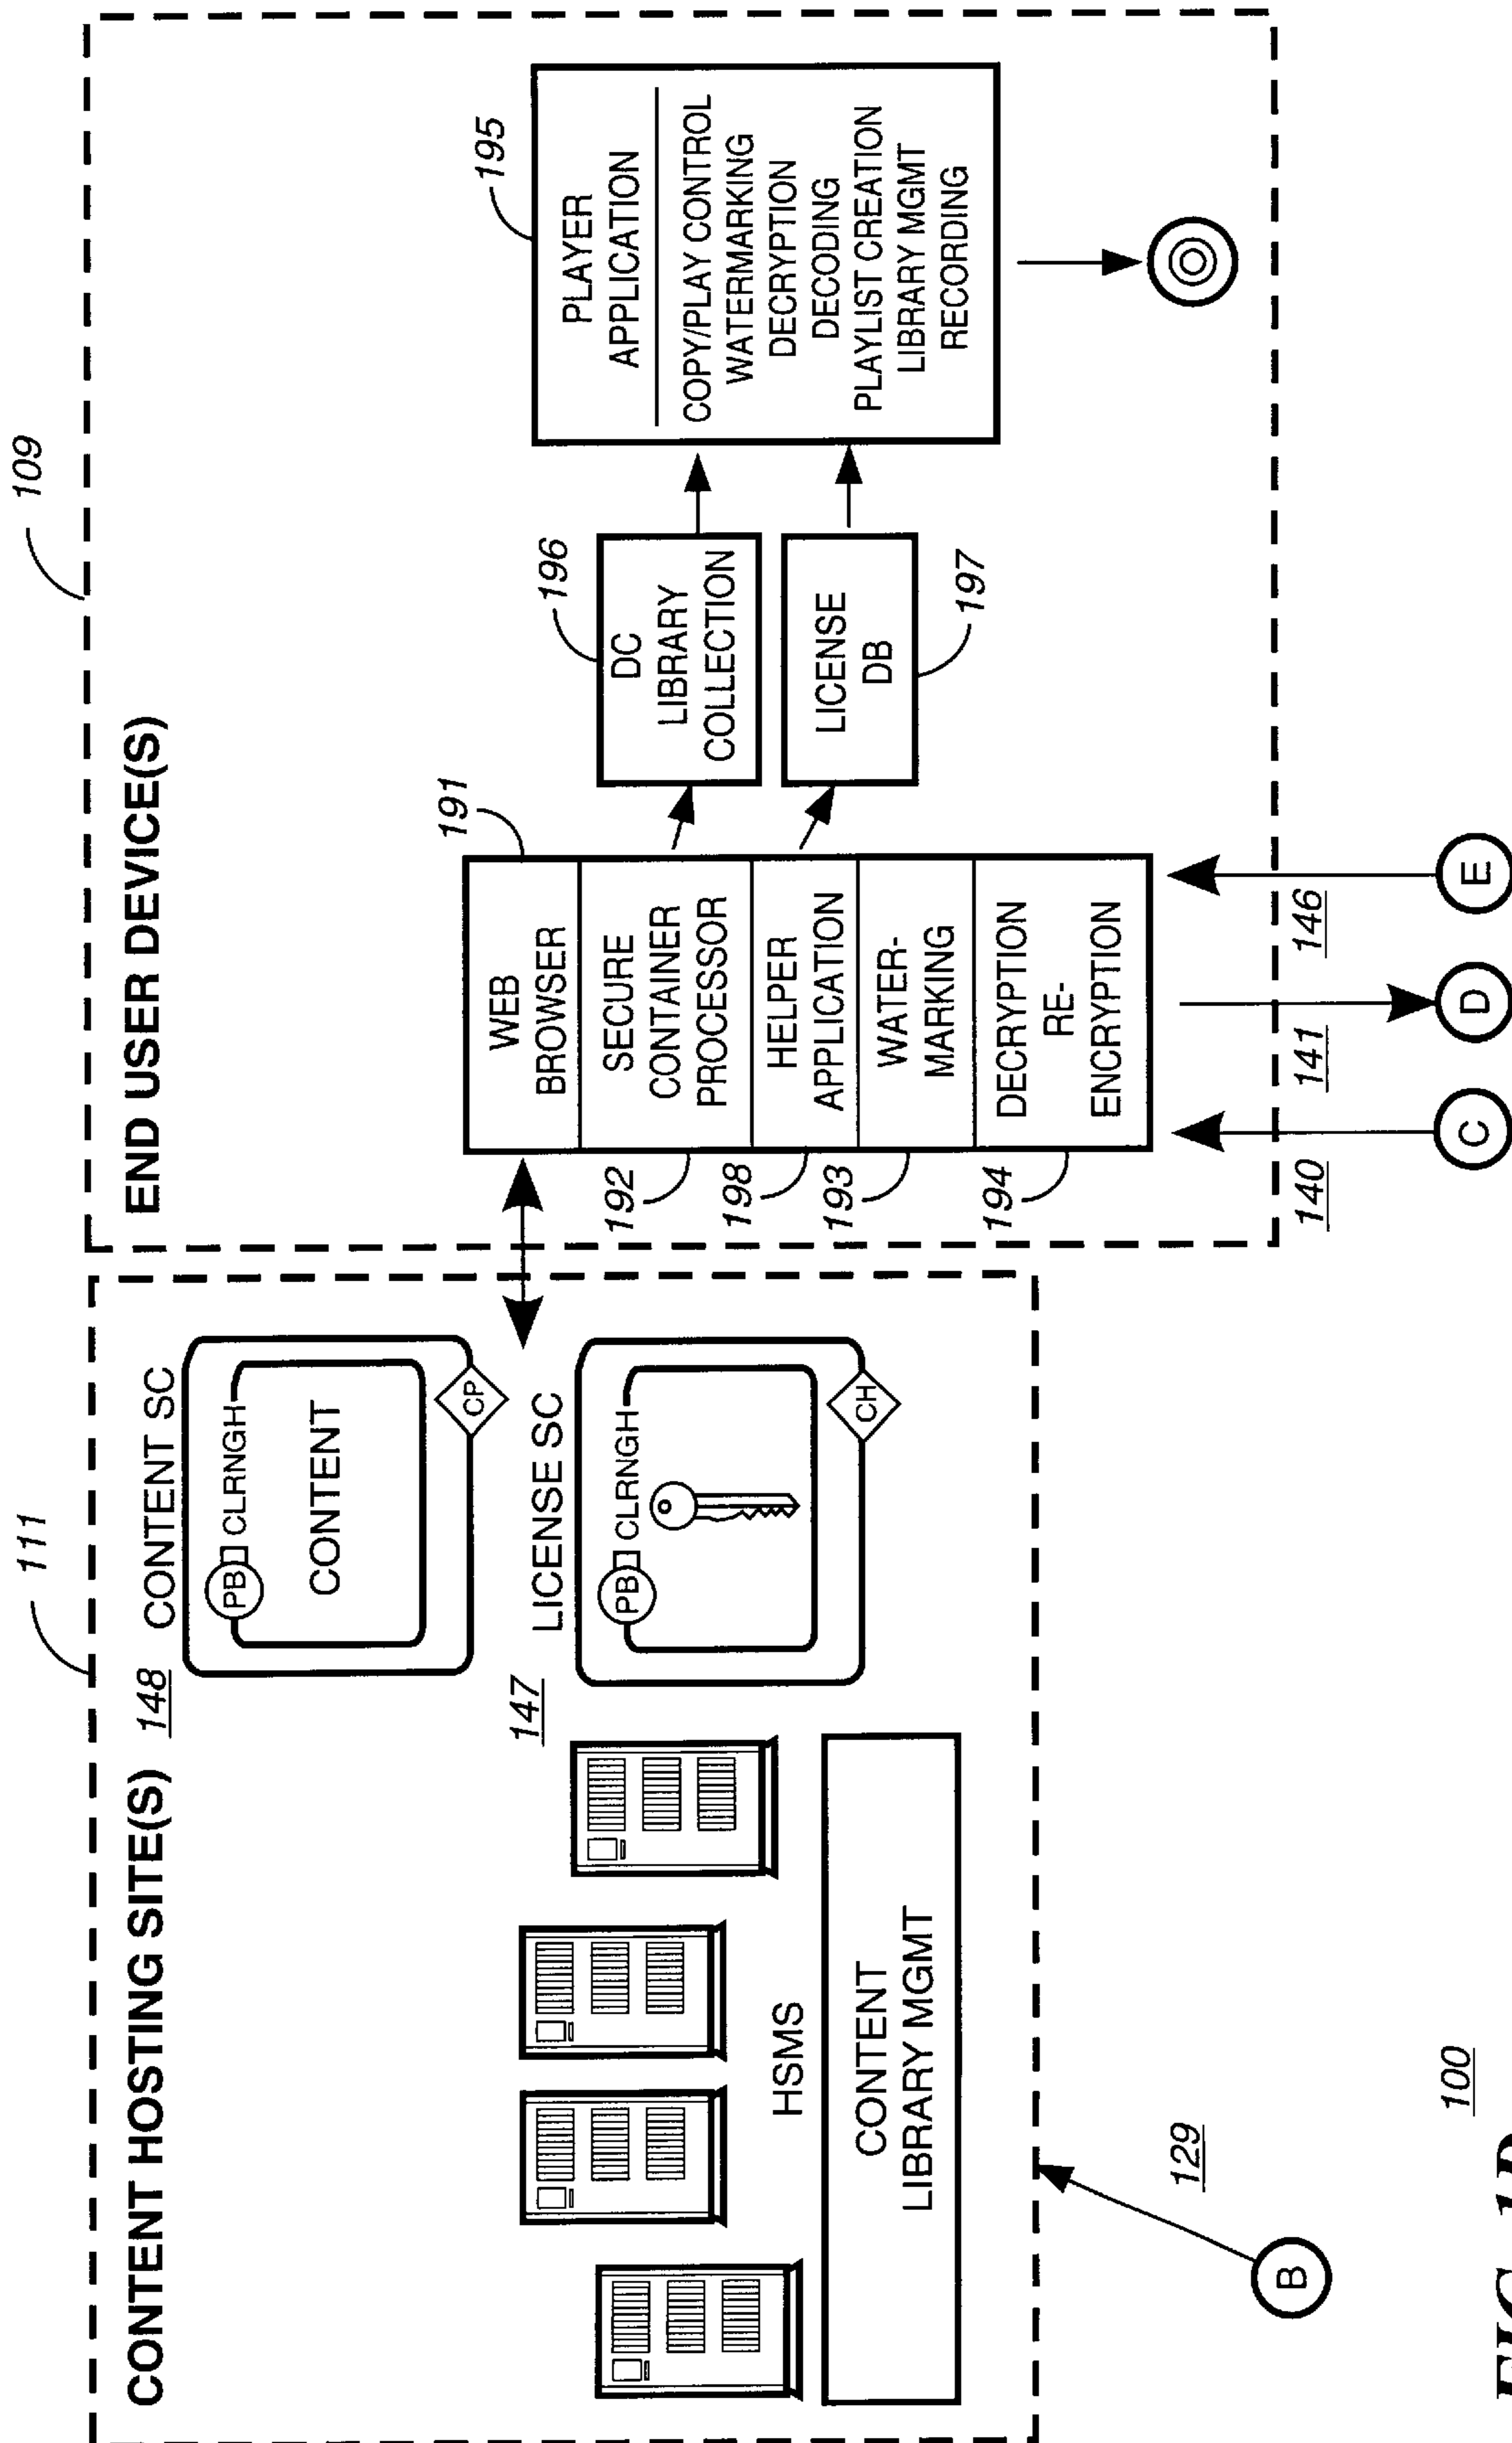 111
CONTENT HOSTING SITE(S)
148
CONTENT SC
PB CLRNGH
CONTENT
CP
147
LICENSE SC
PB CLRNGH
CH
HSMS
CONTENT
LIBRARY MGMT
B
129
109
END USER DEVICE(S)
191
WEB
BROWSER
192
SECURE
CONTAINER
PROCESSOR
198
HELPER
APPLICATION
193
WATER-
MARKING
194
DECRYPTION
RE-
ENCRYPTION
196
DC
LIBRARY
COLLECTION
LICENSE
DB
197
195
PLAYER
APPLICATION
COPY/PLAY CONTROL
WATERMARKING
DECRYPTION
DECODING
PLAYLIST CREATION
LIBRARY MGMT
RECORDING
140
141
146
C
D
E
100